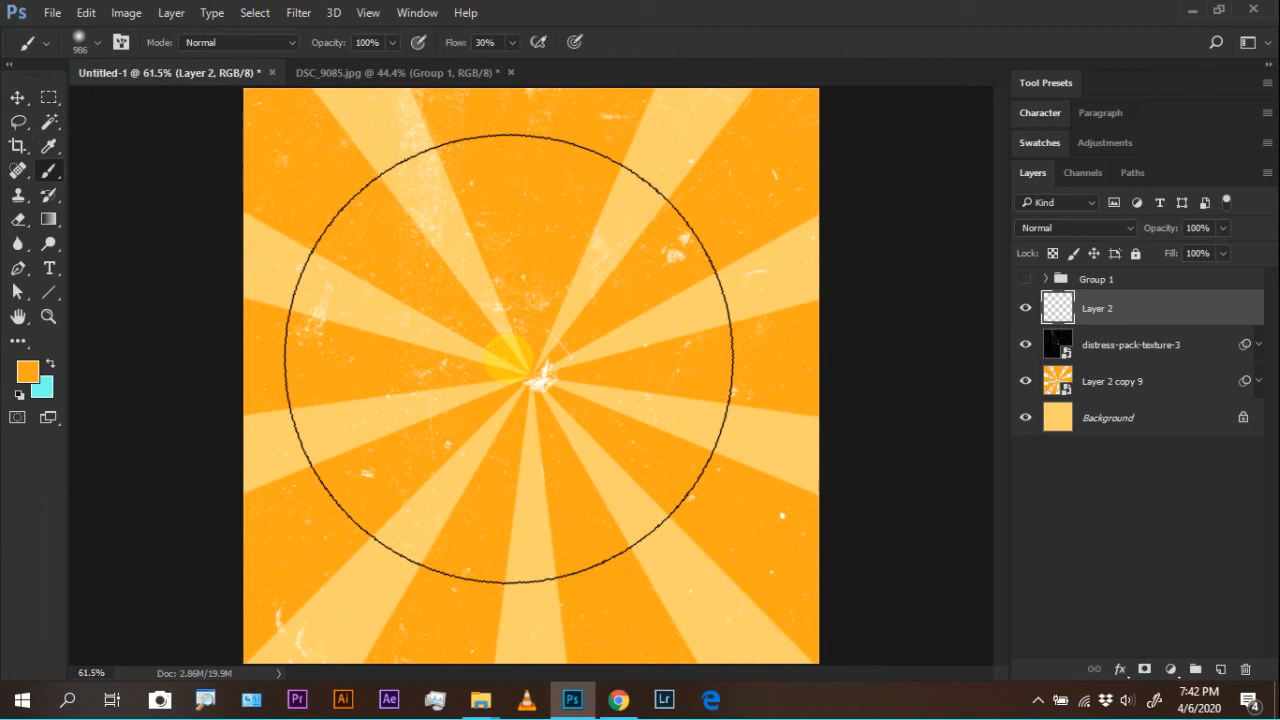 Ps File Edit Image Layer Type Select Filter 3D View Window Help
986 Mode: Normal Opacity: 100% Flow: 30%
Untitled-1 @ 61.5% (Layer 2, RGB/8) * × DSC_9085.jpg @ 44.4% (Group 1, RGB/8) * ×
Tool Presets
Character Paragraph
Swatches Adjustments
Layers Channels Paths
Kind
Normal Opacity: 100%
Lock: Fill: 100%
Group 1
Layer 2
distress-pack-texture-3
Layer 2 copy 9
Background
61.5% Doc: 2.86M/19.9M
fx
Pr Ai Ae Ps Lr
7:42 PM
4/6/2020
4